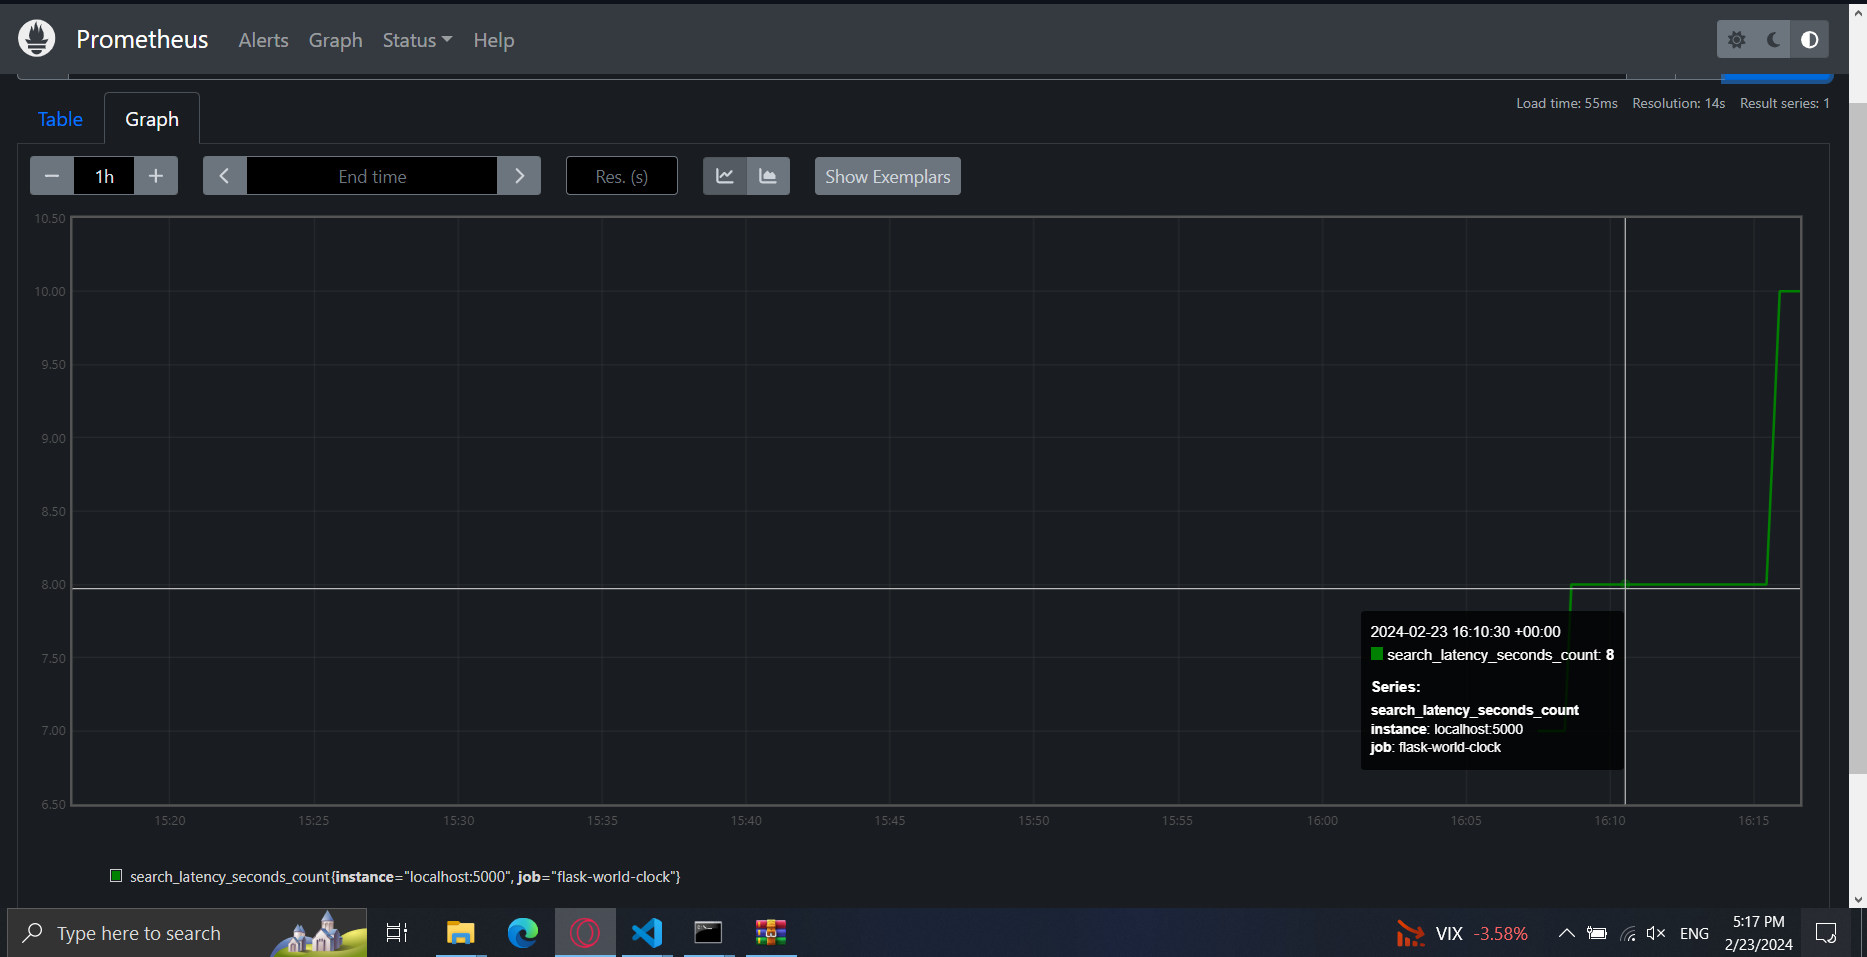 Prometheus Alerts Graph Status Help
Load time: 55ms Resolution: 14s Result series: 1
Table Graph
1h End time Res. (s) Show Exemplars
10.50
10.00
9.50
9.00
8.50
8.00
7.50
7.00
6.50
2024-02-23 16:10:30 +00:00
search_latency_seconds_count: 8
Series:
search_latency_seconds_count
instance: localhost:5000
job: flask-world-clock
15:20 15:25 15:30 15:35 15:40 15:45 15:50 15:55 16:00 16:05 16:10 16:15
search_latency_seconds_count{instance="localhost:5000", job="flask-world-clock"}
Type here to search VIX -3.58% ENG 5:17 PM
2/23/2024